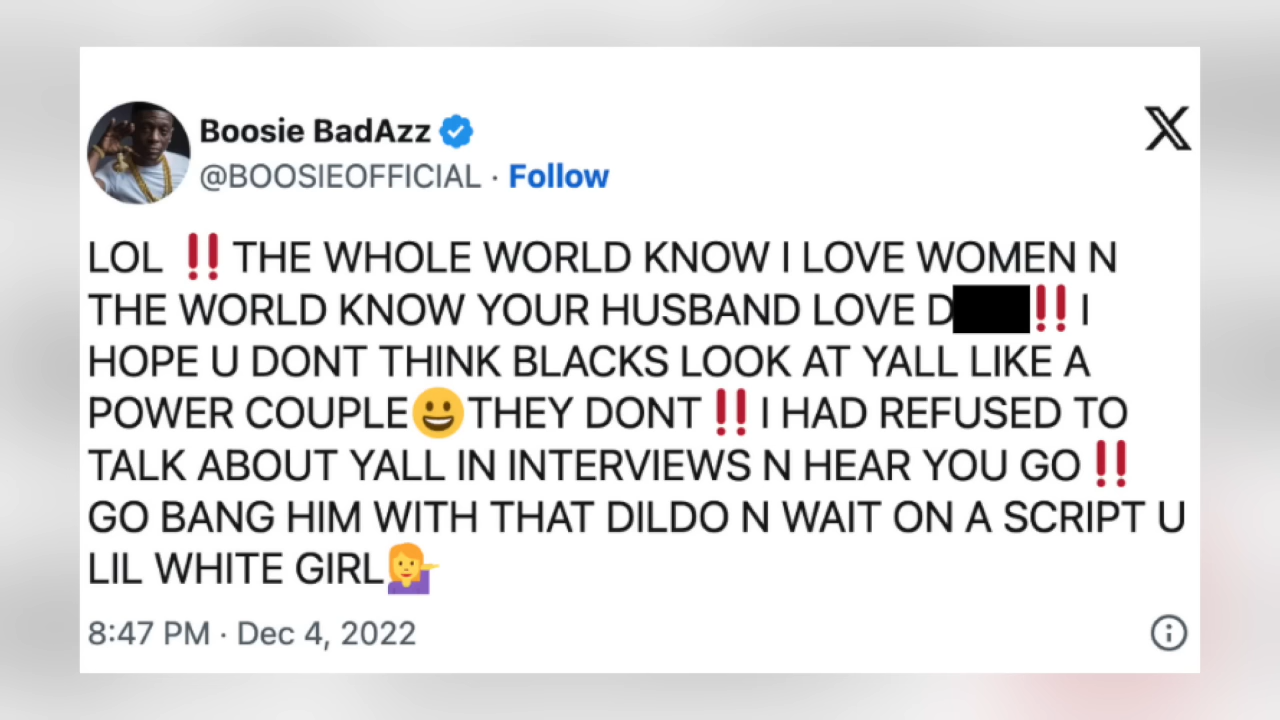 Boosie BadAzz
@BOOSIEOFFICIAL · Follow
LOL ‼️ THE WHOLE WORLD KNOW I LOVE WOMEN N
THE WORLD KNOW YOUR HUSBAND LOVE D‼️ I
HOPE U DONT THINK BLACKS LOOK AT YALL LIKE A
POWER COUPLE😀THEY DONT‼️I HAD REFUSED TO
TALK ABOUT YALL IN INTERVIEWS N HEAR YOU GO‼️
GO BANG HIM WITH THAT DILDO N WAIT ON A SCRIPT U
LIL WHITE GIRL💁
8:47 PM · Dec 4, 2022